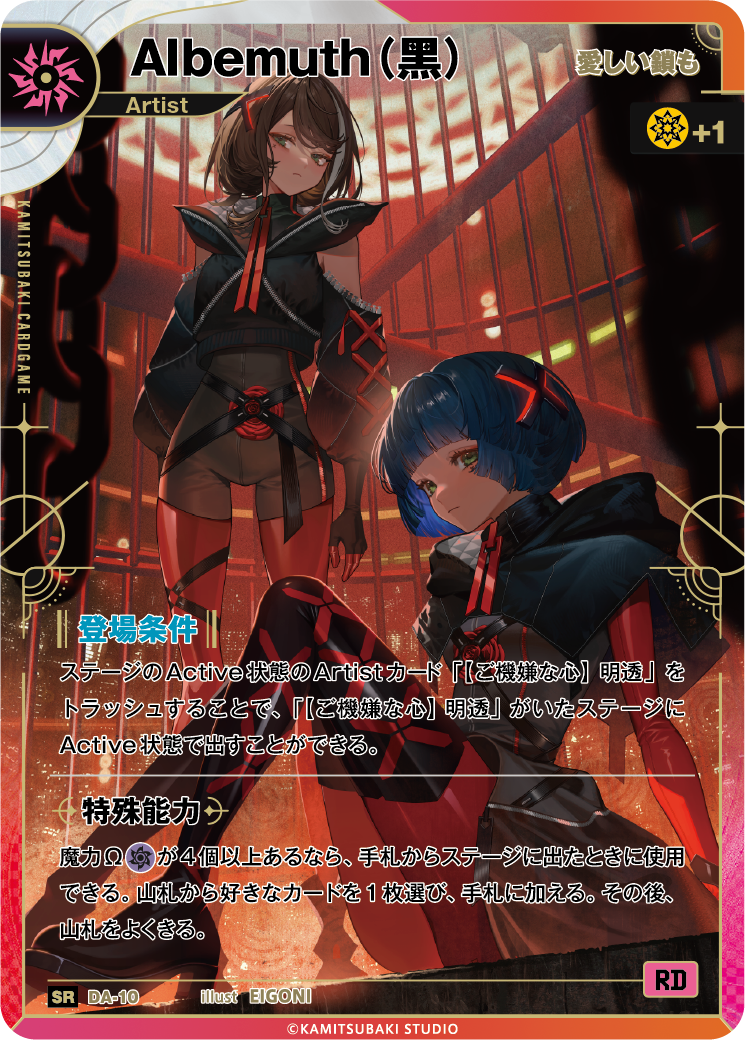 Albemuth（黒）
愛しい鎖も
Artist
+1
KAMITSUBAKI CARDGAME
登場条件
ステージのActive状態のArtistカード「【ご機嫌な心】明透」を
トラッシュすることで、「【ご機嫌な心】明透」がいたステージに
Active状態で出すことができる。
特殊能力
魔力Ωが4個以上あるなら、手札からステージに出たときに使用
できる。山札から好きなカードを1枚選び、手札に加える。その後、
山札をよくきる。
SR DA-10 illust EIGONI
RD
©KAMITSUBAKI STUDIO